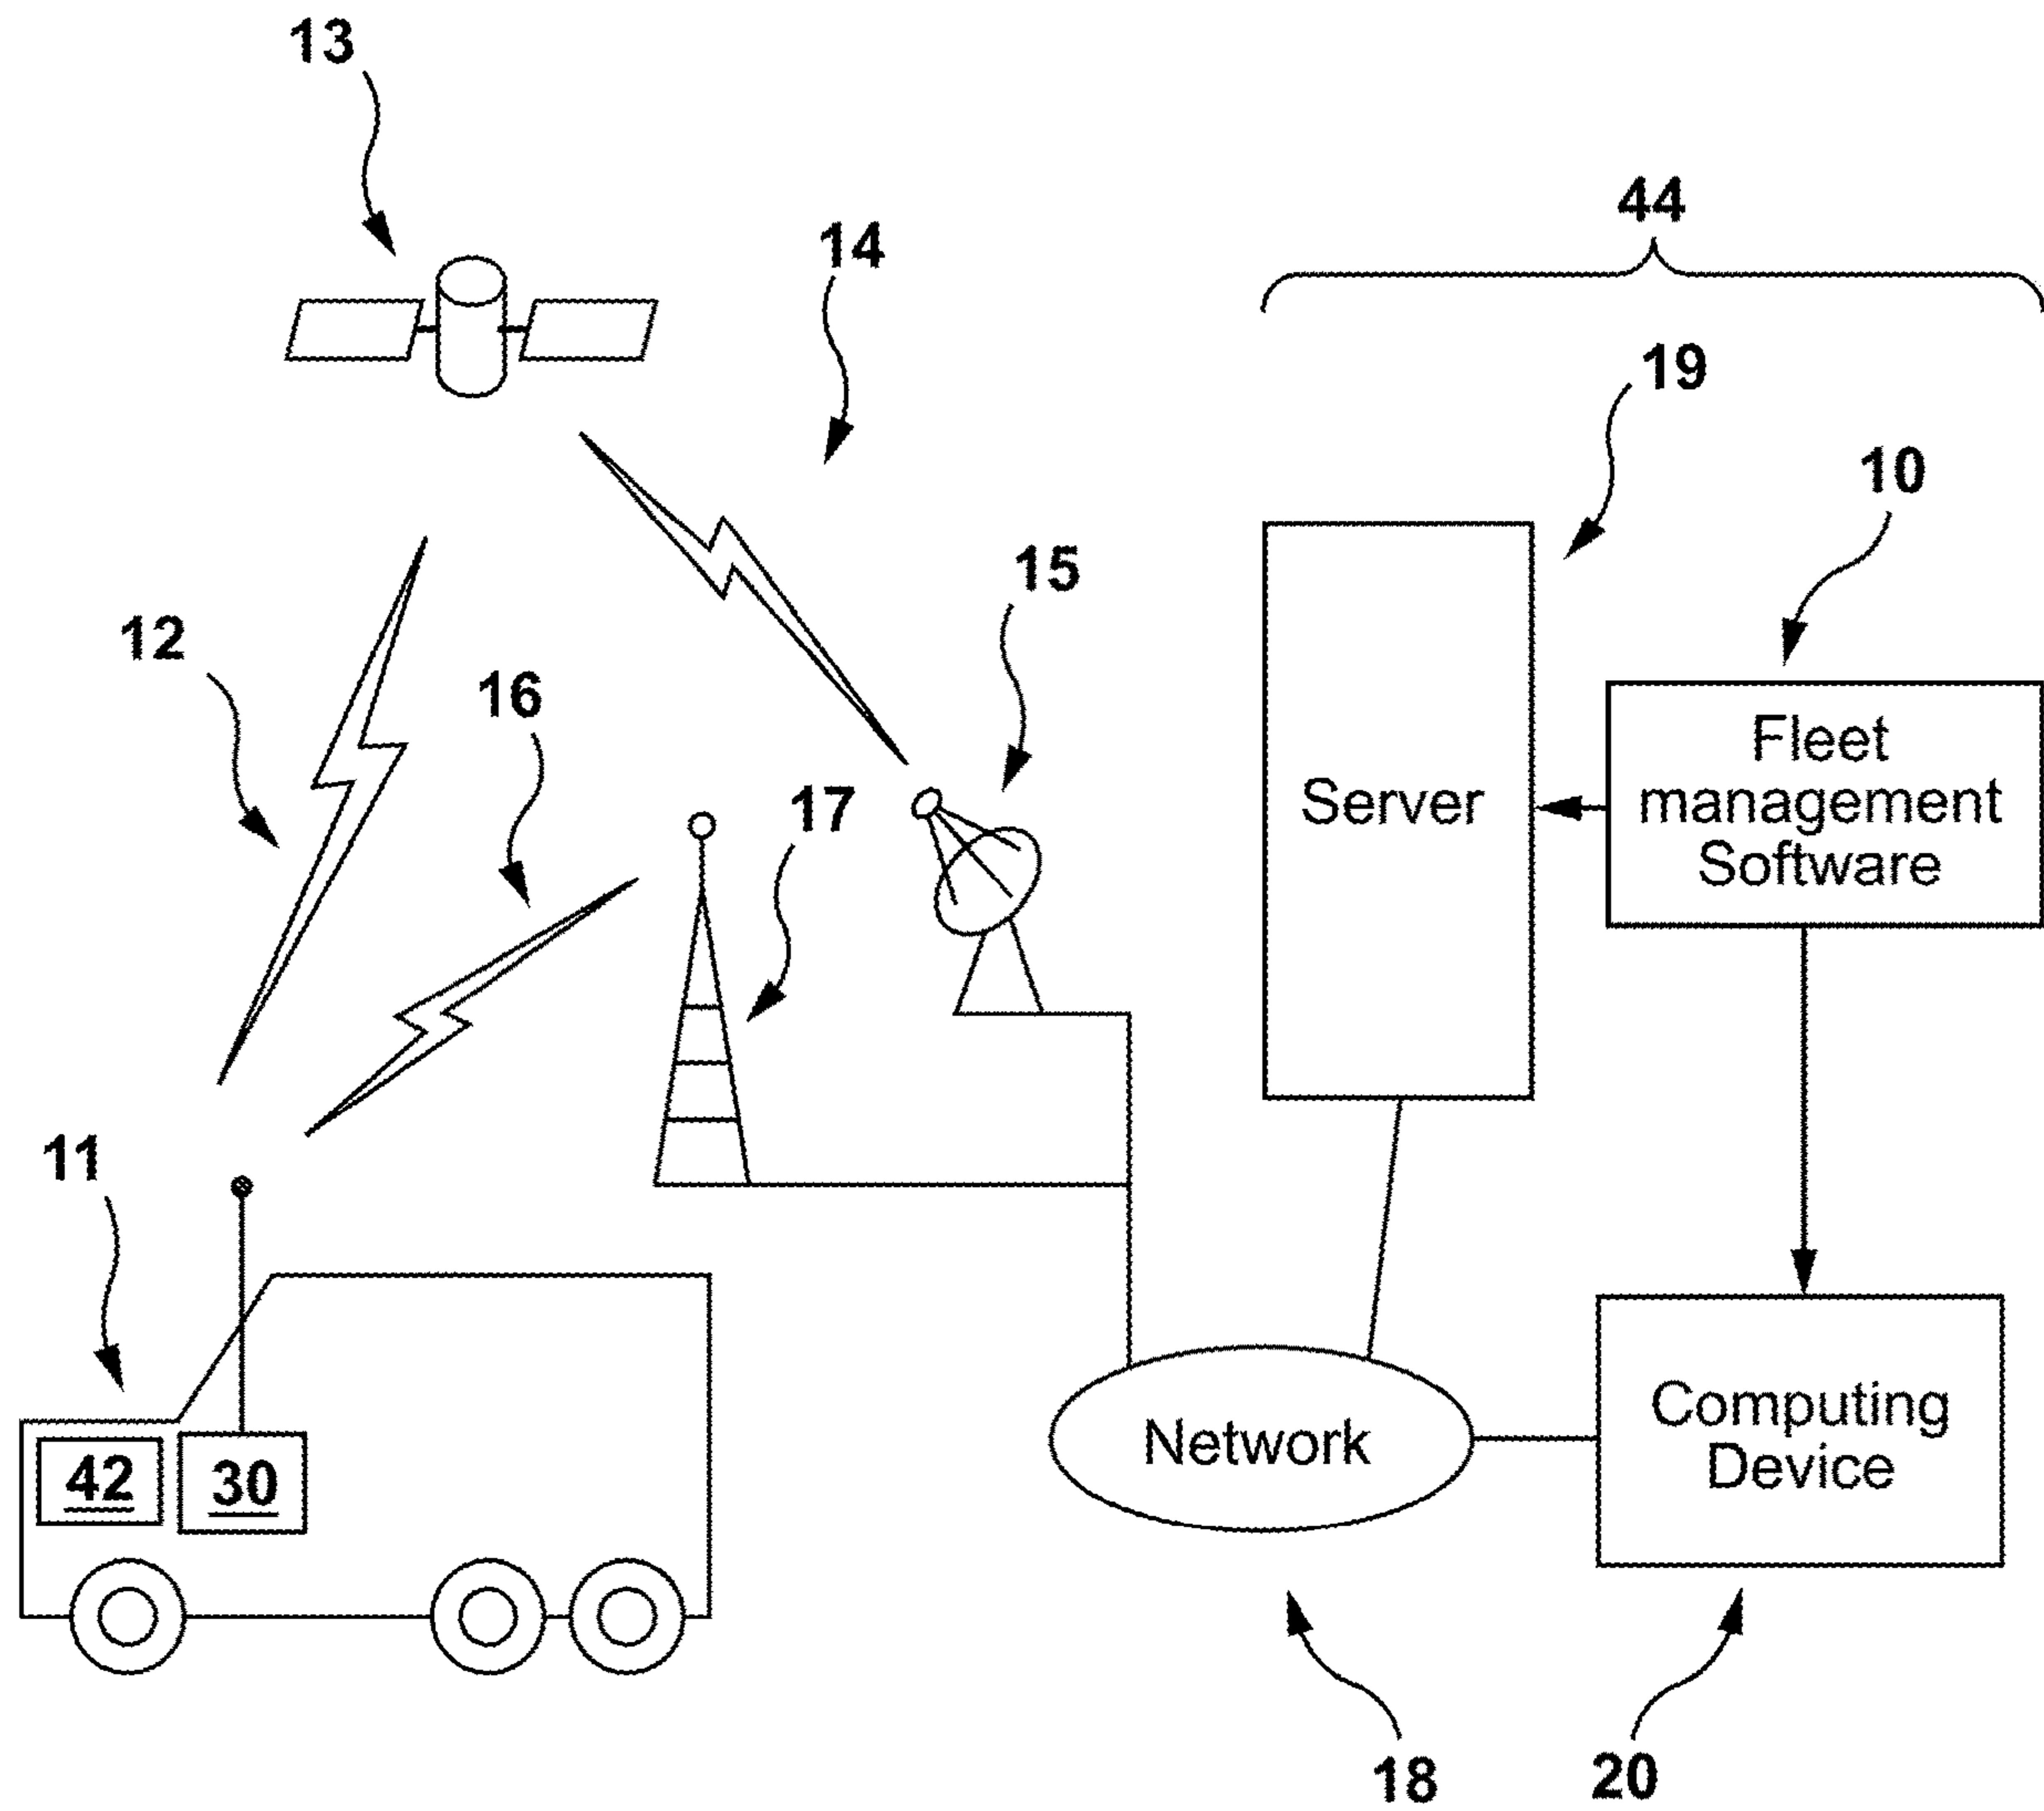 13
44
14
19
10
15
12
16
17
Fleet
management
Software
Server
11
42
30
Network
Computing
Device
18
20